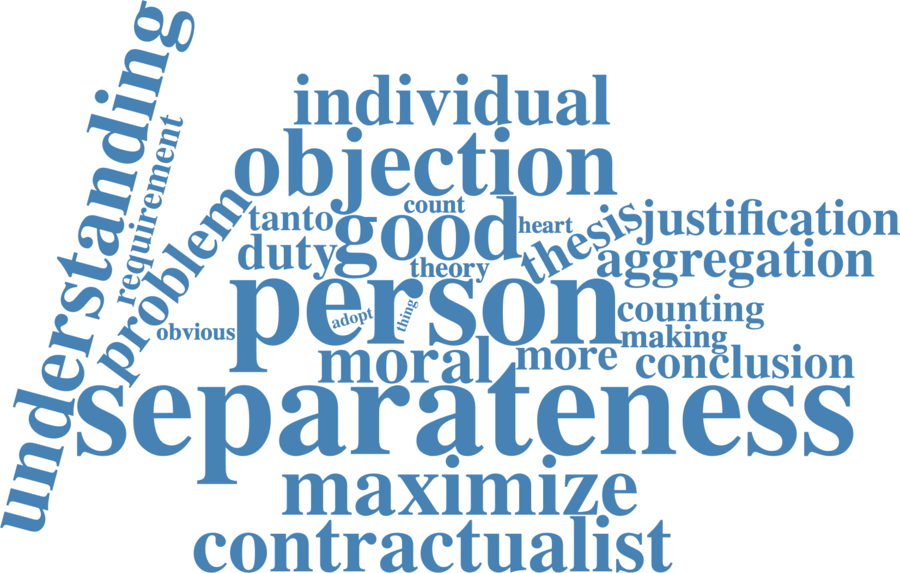 understanding
requirement
problem
individual
objection
tanto
count
good
heart
thesis
justification
duty
theory
aggregation
person
adopt
thing
counting
obvious
making
moral
more
conclusion
separateness
maximize
contractualist